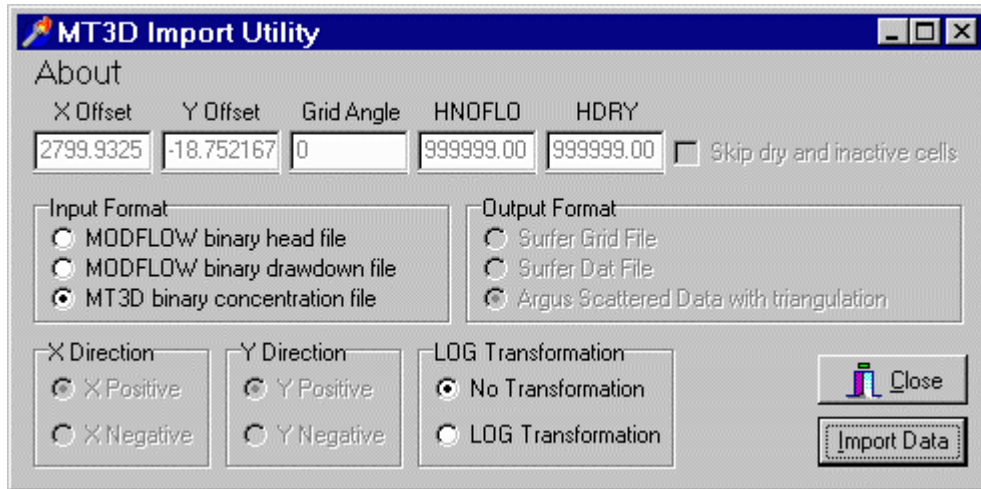 MT3D Import Utility
About
X Offset Y Offset Grid Angle HNOFLO HDRY
2799.9325 -18.752167 0 999999.00 999999.00 Skip dry and inactive cells
Input Format
MODFLOW binary head file
MODFLOW binary drawdown file
MT3D binary concentration file
Output Format
Surfer Grid File
Surfer Dat File
Argus Scattered Data with triangulation
X Direction
X Positive
X Negative
Y Direction
Y Positive
Y Negative
LOG Transformation
No Transformation
LOG Transformation
Close
Import Data